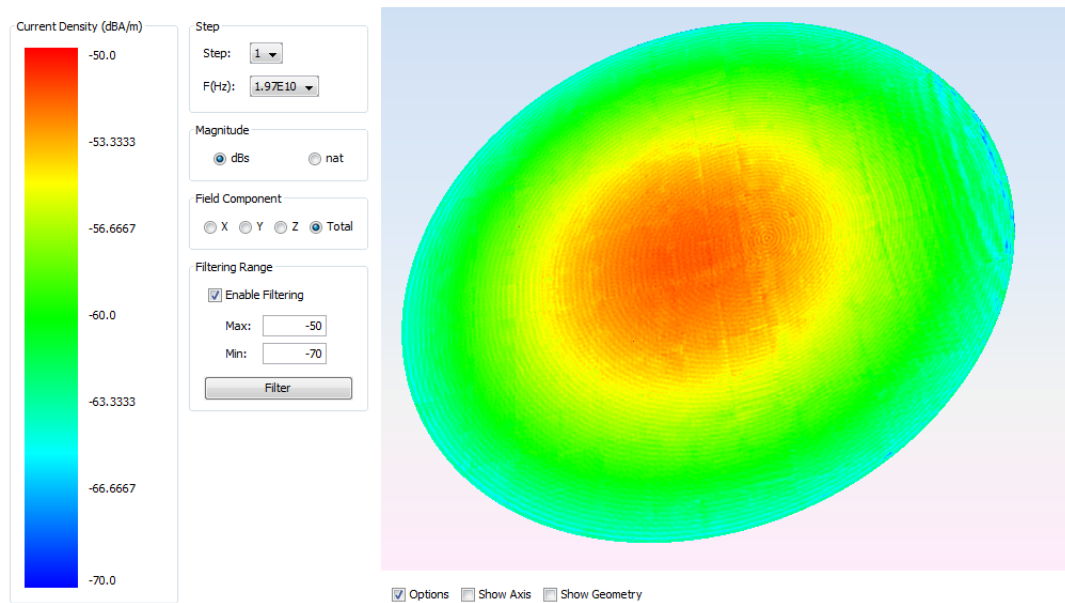 Current Density (dBA/m)
-50.0
-53.3333
-56.6667
-60.0
-63.3333
-66.6667
-70.0
Step
Step: 1
F(Hz): 1.97E10
Magnitude
dBs nat
Field Component
X Y Z Total
Filtering Range
Enable Filtering
Max: -50
Min: -70
Filter
Options Show Axis Show Geometry